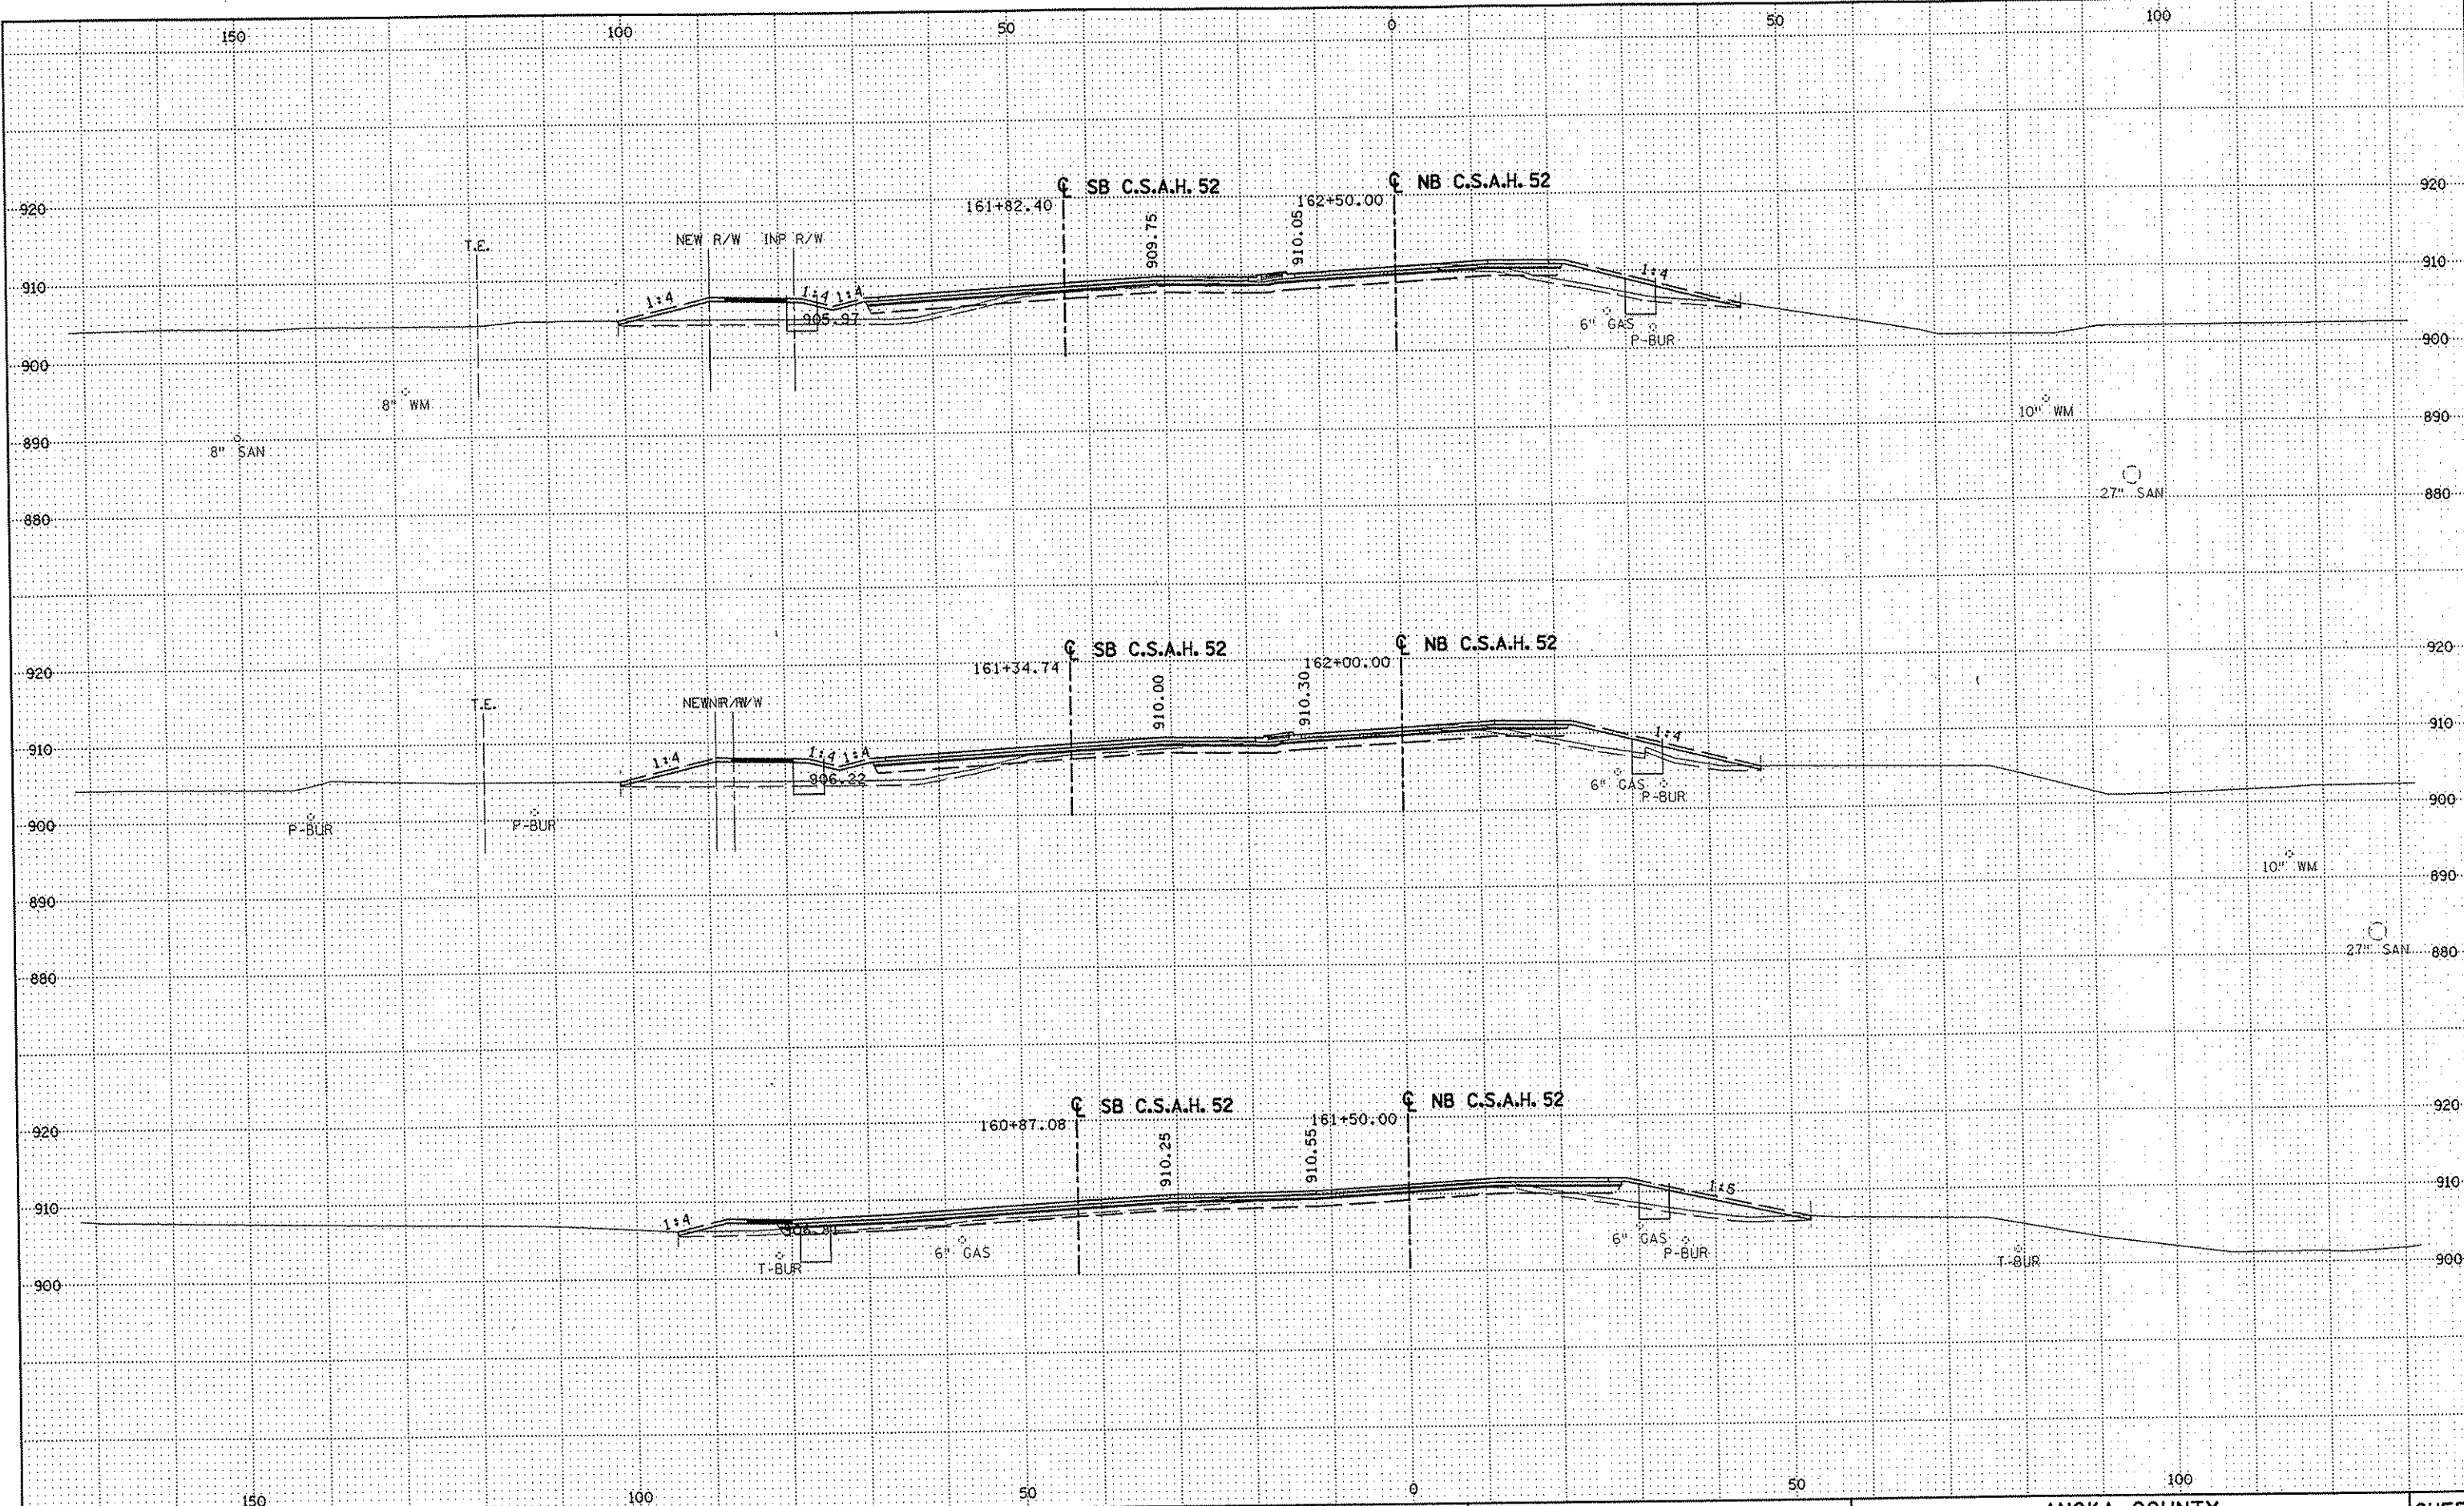 150 100 50 0 50 100
℄ SB C.S.A.H. 52 ℄ NB C.S.A.H. 52
161+82.40 162+50.00
909.75 910.05
920 920
T.E. NEW R/W INP R/W
910 1:4 1:4 1:4 1:4 910
905.97
6" GAS
P-BUR
900 900
8" WM 10" WM
890 890
8" SAN
27" SAN
880 880
℄ SB C.S.A.H. 52 ℄ NB C.S.A.H. 52
161+34.74 162+00.00
910.00 910.30
920 920
T.E. NEW R/W
910 1:4 1:4 1:4 1:4 910
906.22
6" GAS
P-BUR
900 P-BUR P-BUR 900
10" WM
890 890
27" SAN
880 880
℄ SB C.S.A.H. 52 ℄ NB C.S.A.H. 52
160+87.08 161+50.00
910.25 910.55
920 920
910 1:4 910
T-BUR 6" GAS 6" GAS P-BUR T-BUR
900 900
150 100 50 0 50 100
ANOKA COUNTY